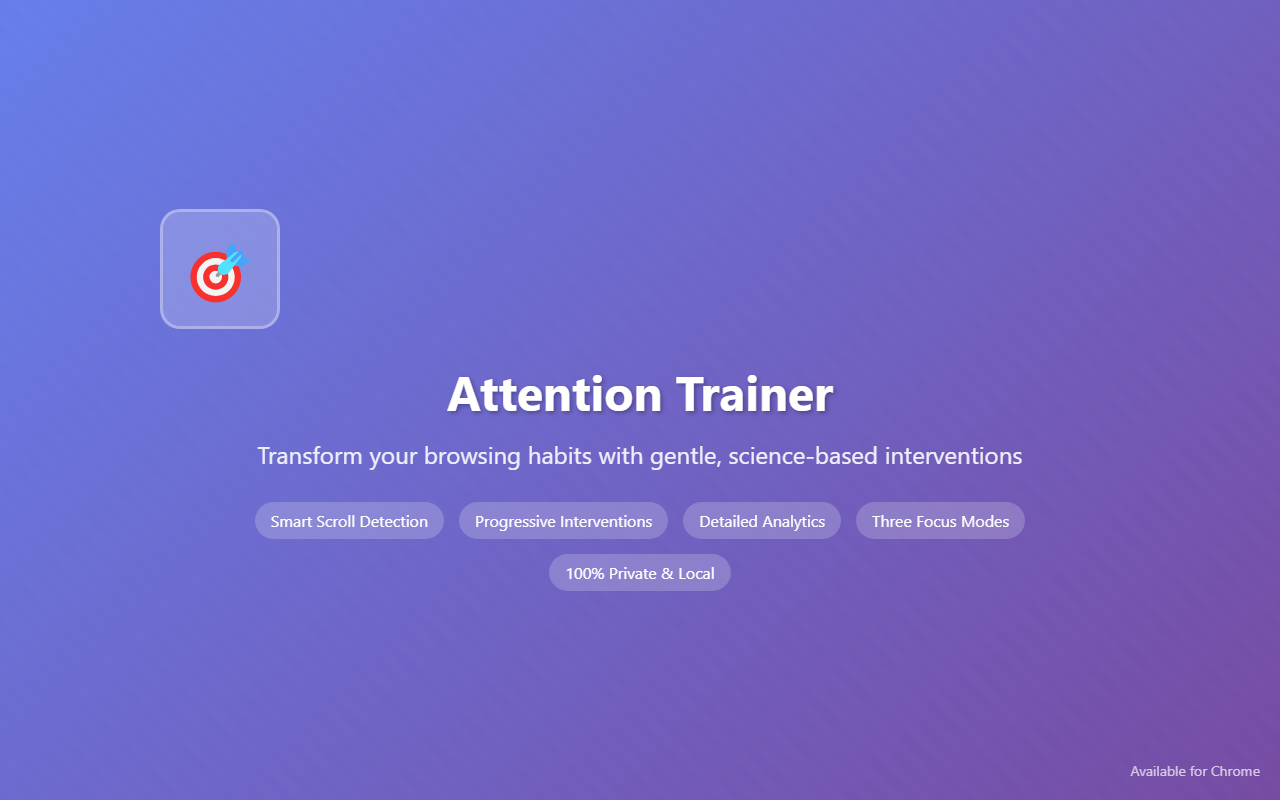 Attention Trainer
Transform your browsing habits with gentle, science-based interventions
Smart Scroll Detection Progressive Interventions Detailed Analytics Three Focus Modes
100% Private & Local
Available for Chrome